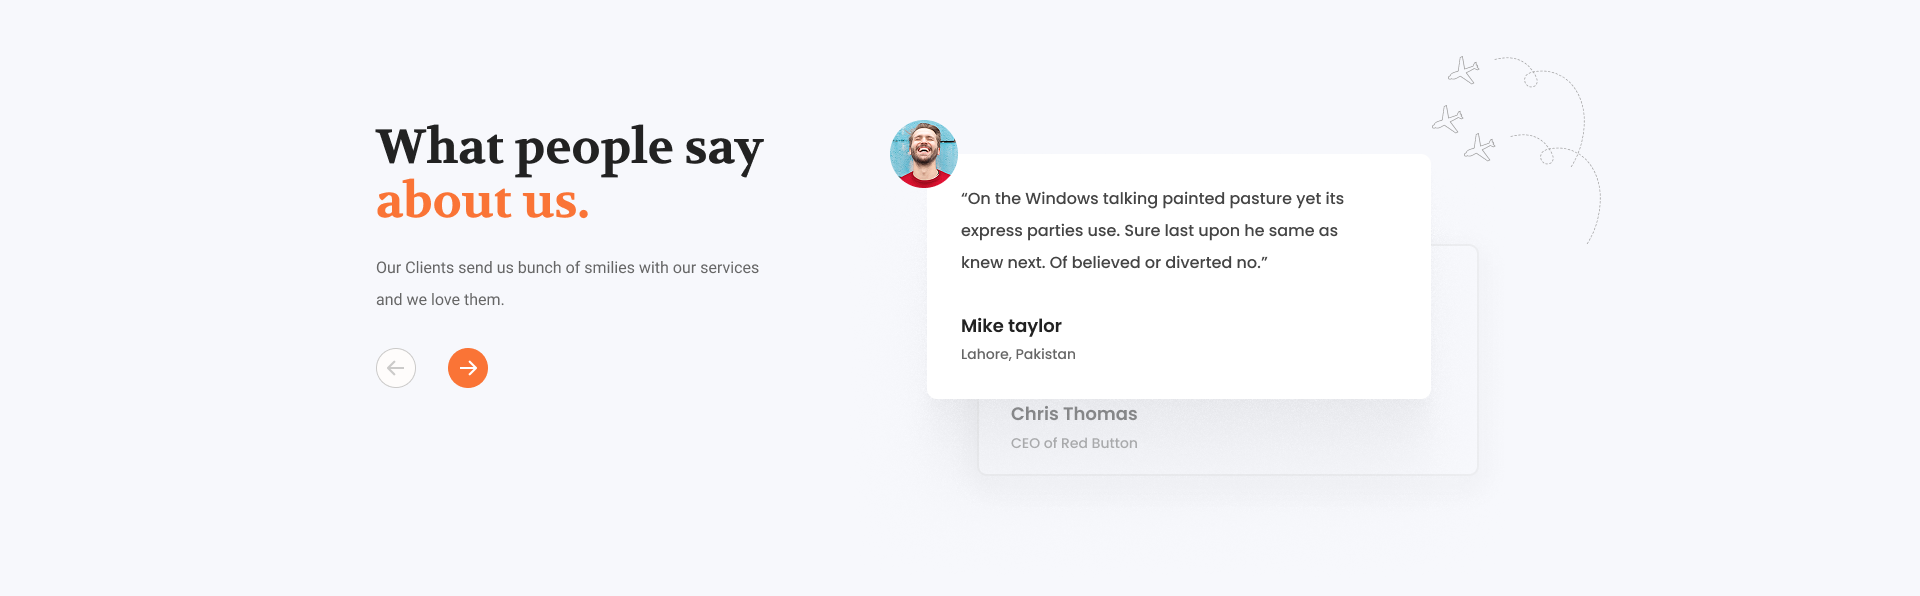 What people say
about us.
Our Clients send us bunch of smilies with our services
and we love them.
“On the Windows talking painted pasture yet its
express parties use. Sure last upon he same as
knew next. Of believed or diverted no.”
Mike taylor
Lahore, Pakistan
Chris Thomas
CEO of Red Button